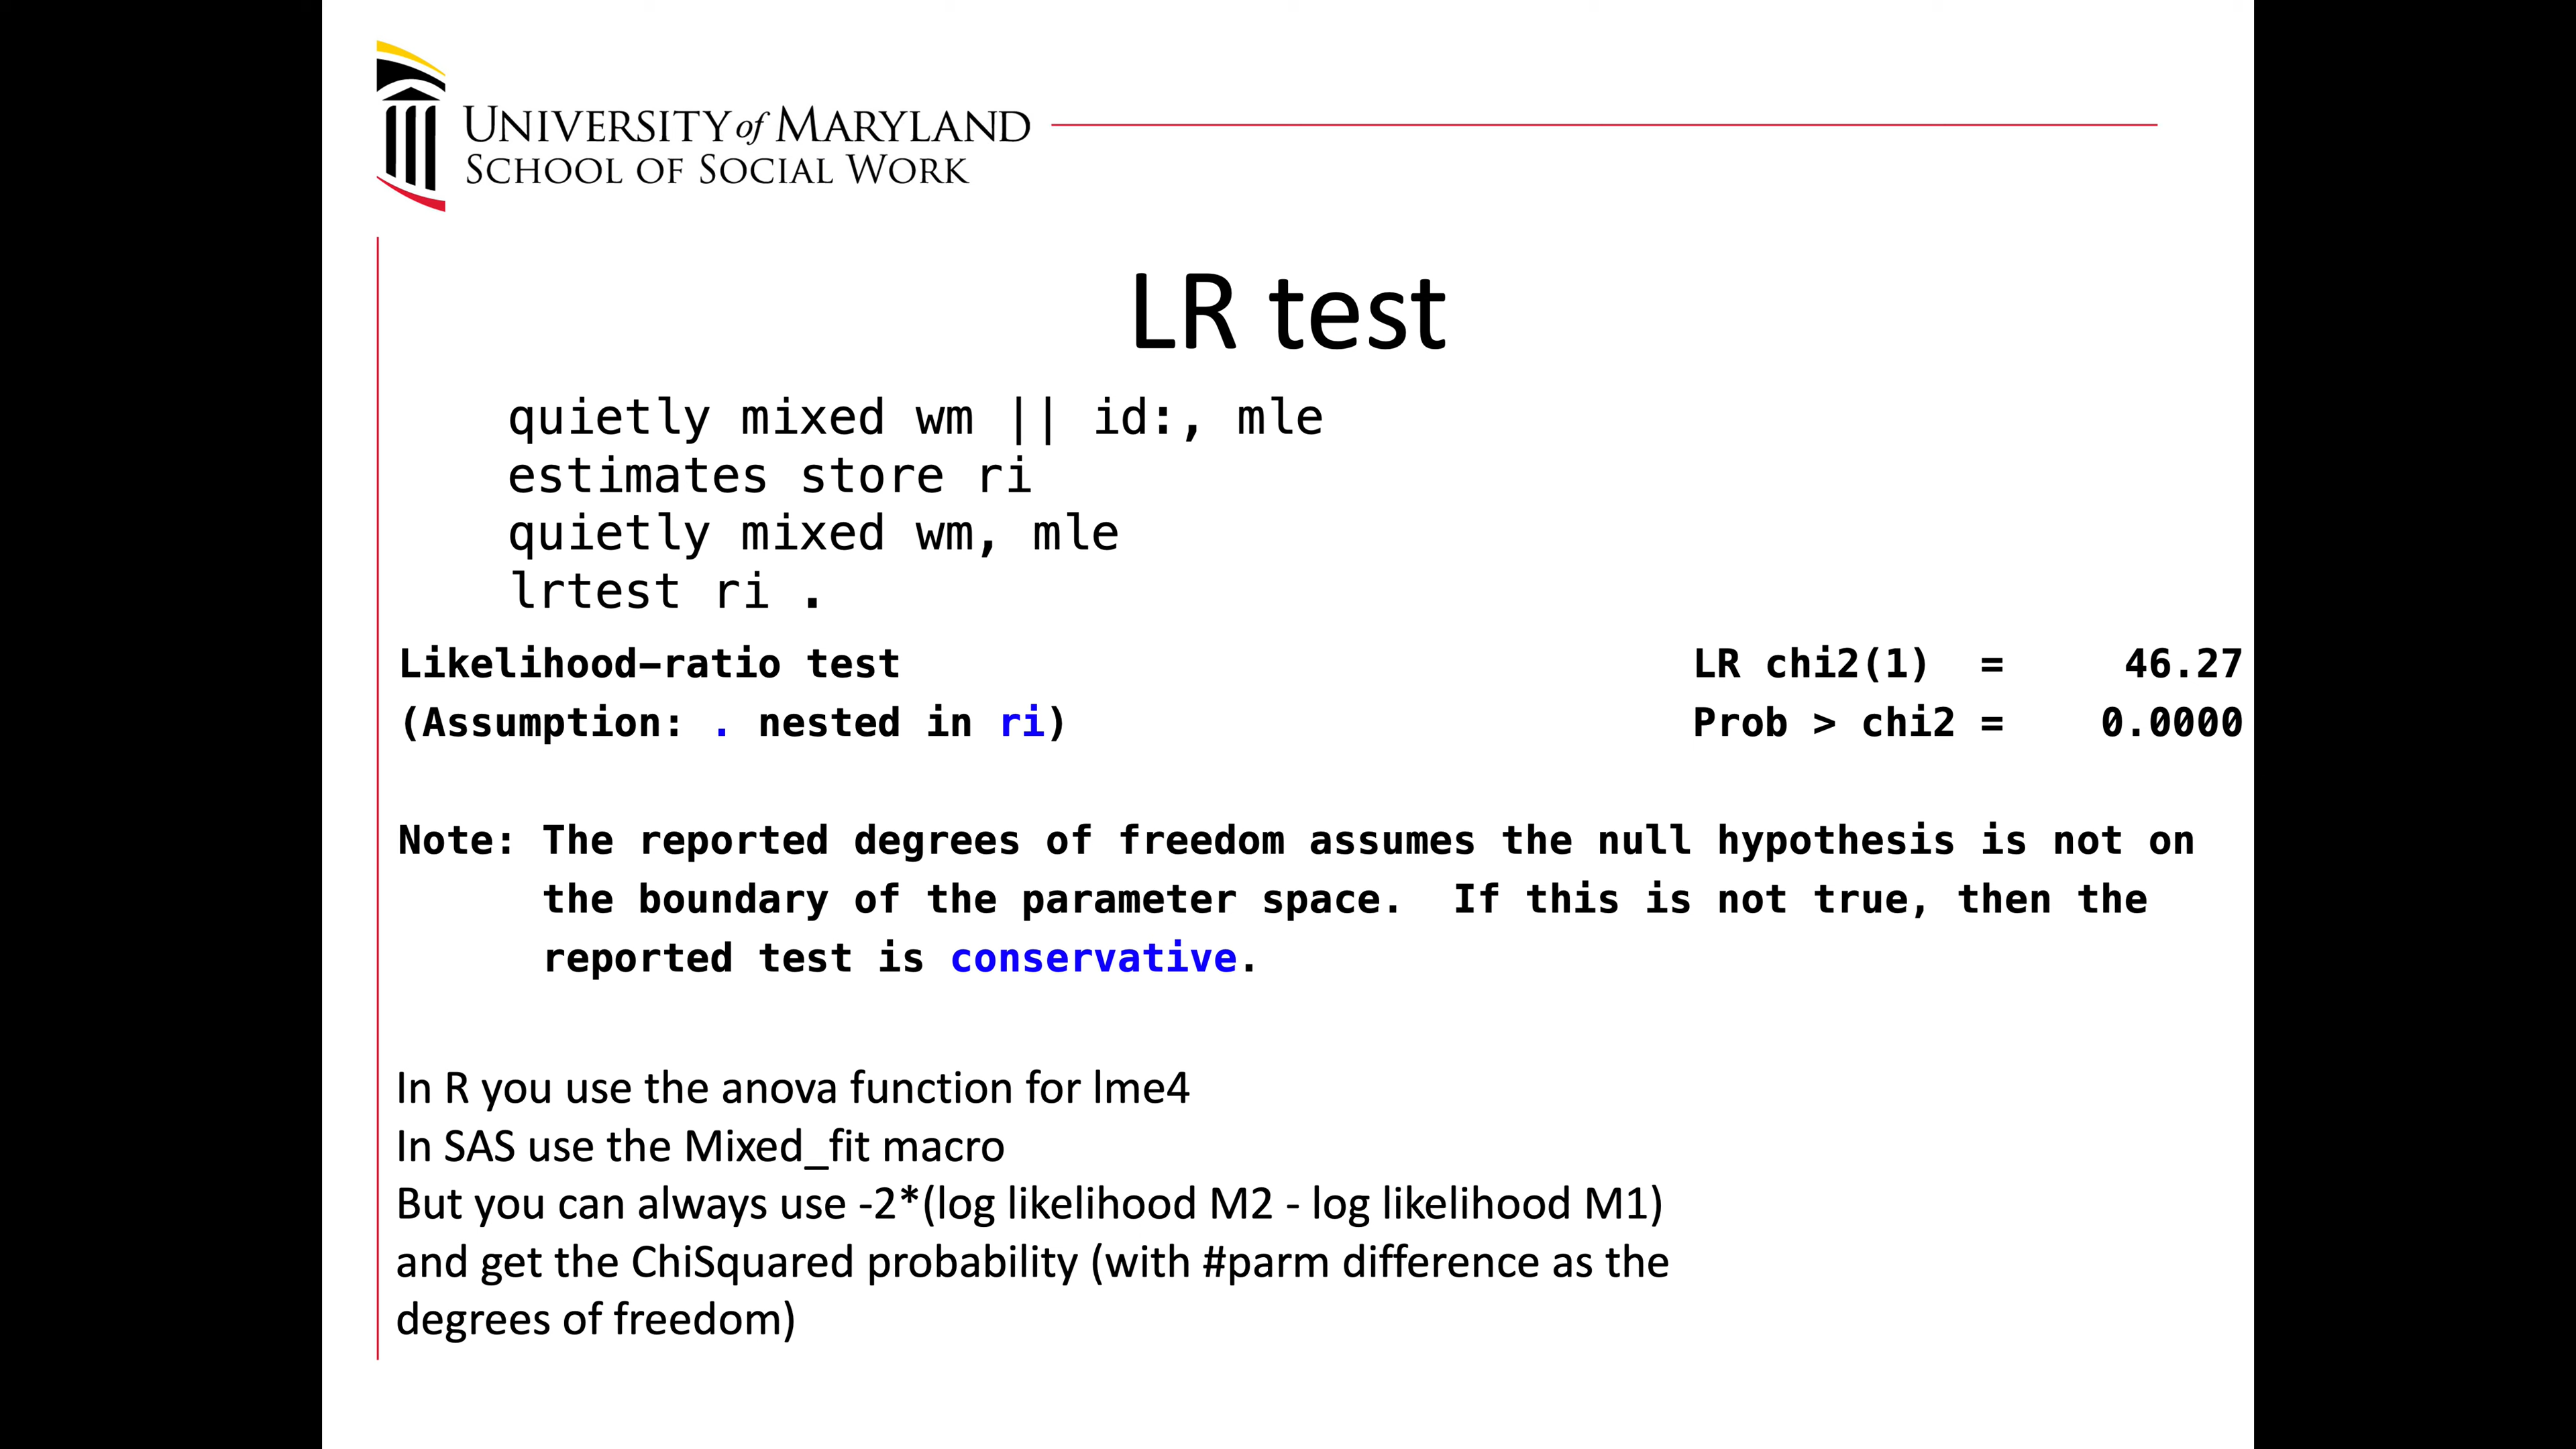 UNIVERSITY of MARYLAND
SCHOOL OF SOCIAL WORK
LR test
quietly mixed wm || id:, mle
estimates store ri
quietly mixed wm, mle
lrtest ri .
Likelihood-ratio test LR chi2(1) = 46.27
(Assumption: . nested in ri) Prob > chi2 = 0.0000
Note: The reported degrees of freedom assumes the null hypothesis is not on
the boundary of the parameter space. If this is not true, then the
reported test is conservative.
In R you use the anova function for lme4
In SAS use the Mixed_fit macro
But you can always use -2*(log likelihood M2 - log likelihood M1)
and get the ChiSquared probability (with #parm difference as the
degrees of freedom)